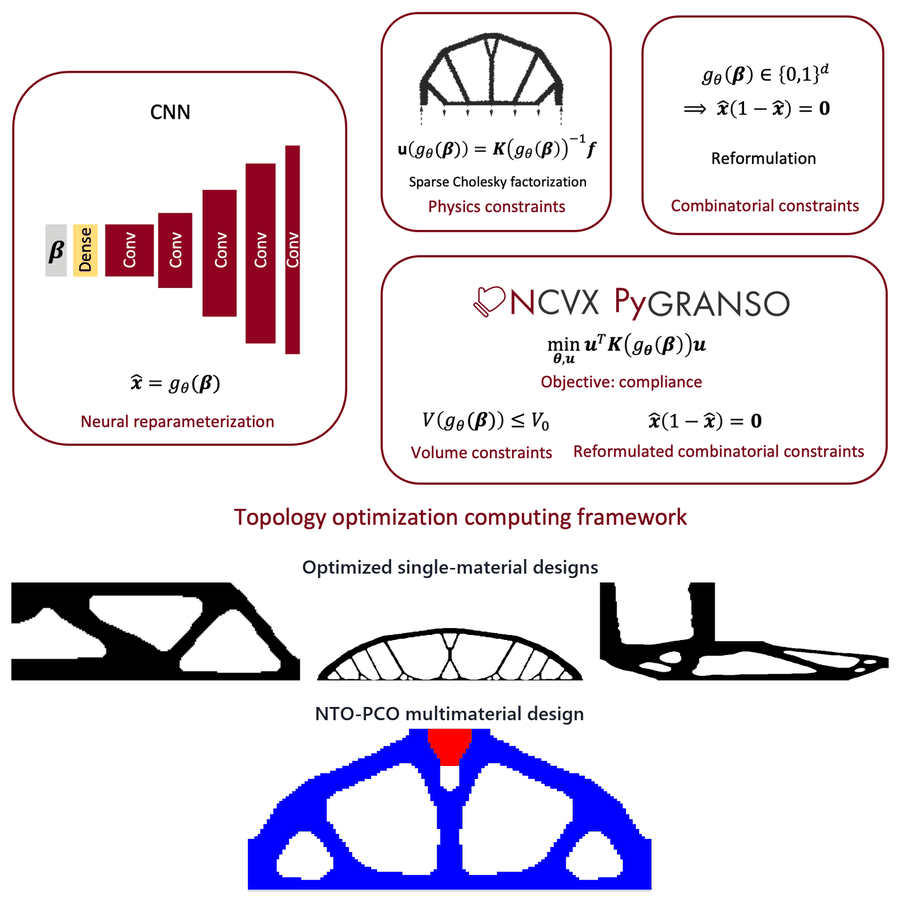 CNN
β
Dense
Conv
Conv
Conv
Conv
Conv
x̂ = g_θ(β)
Neural reparameterization
u(g_θ(β)) = K(g_θ(β))⁻¹f
Sparse Cholesky factorization
Physics constraints
g_θ(β) ∈ {0,1}^d
⟹ x̂(1 − x̂) = 0
Reformulation
Combinatorial constraints
NCVX PyGRANSO
min_{θ,u} u^T K(g_θ(β))u
Objective: compliance
V(g_θ(β)) ≤ V₀
x̂(1 − x̂) = 0
Volume constraints
Reformulated combinatorial constraints
Topology optimization computing framework
Optimized single-material designs
NTO-PCO multimaterial design